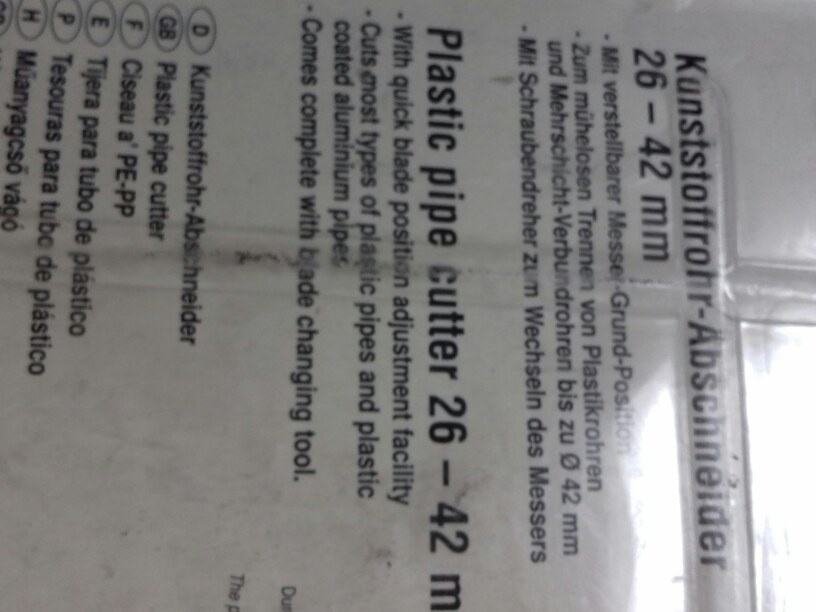 Kunststoffrohr-Abschneider
26 – 42 mm
- Mit verstellbarer Messer-Grund-Position
- Zum mühelosen Trennen von Plastikrohren
und Mehrschicht-Verbundrohren bis zu Ø 42 mm
- Mit Schraubendreher zum Wechseln des Messers
Plastic pipe cutter 26 – 42 m
- With quick blade position adjustment facility
- Cuts most types of plastic pipes and plastic
coated aluminium pipes
- Comes complete with blade changing tool.
D Kunststoffrohr-Abschneider
GB Plastic pipe cutter
F Ciseau a' PE-PP
E Tijera para tubo de plástico
P Tesouras para tubo de plástico
H Műanyagcső vágó
The